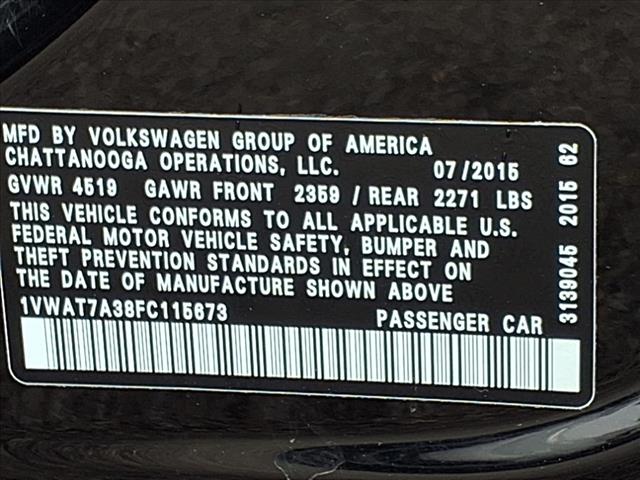 MFD BY VOLKSWAGEN GROUP OF AMERICA
CHATTANOOGA OPERATIONS, LLC. 07/2015
GVWR 4519 GAWR FRONT 2359 / REAR 2271 LBS
THIS VEHICLE CONFORMS TO ALL APPLICABLE U.S.
FEDERAL MOTOR VEHICLE SAFETY, BUMPER AND
THEFT PREVENTION STANDARDS IN EFFECT ON
THE DATE OF MANUFACTURE SHOWN ABOVE
1VWAT7A38FC115673 PASSENGER CAR
3139045 2015 62